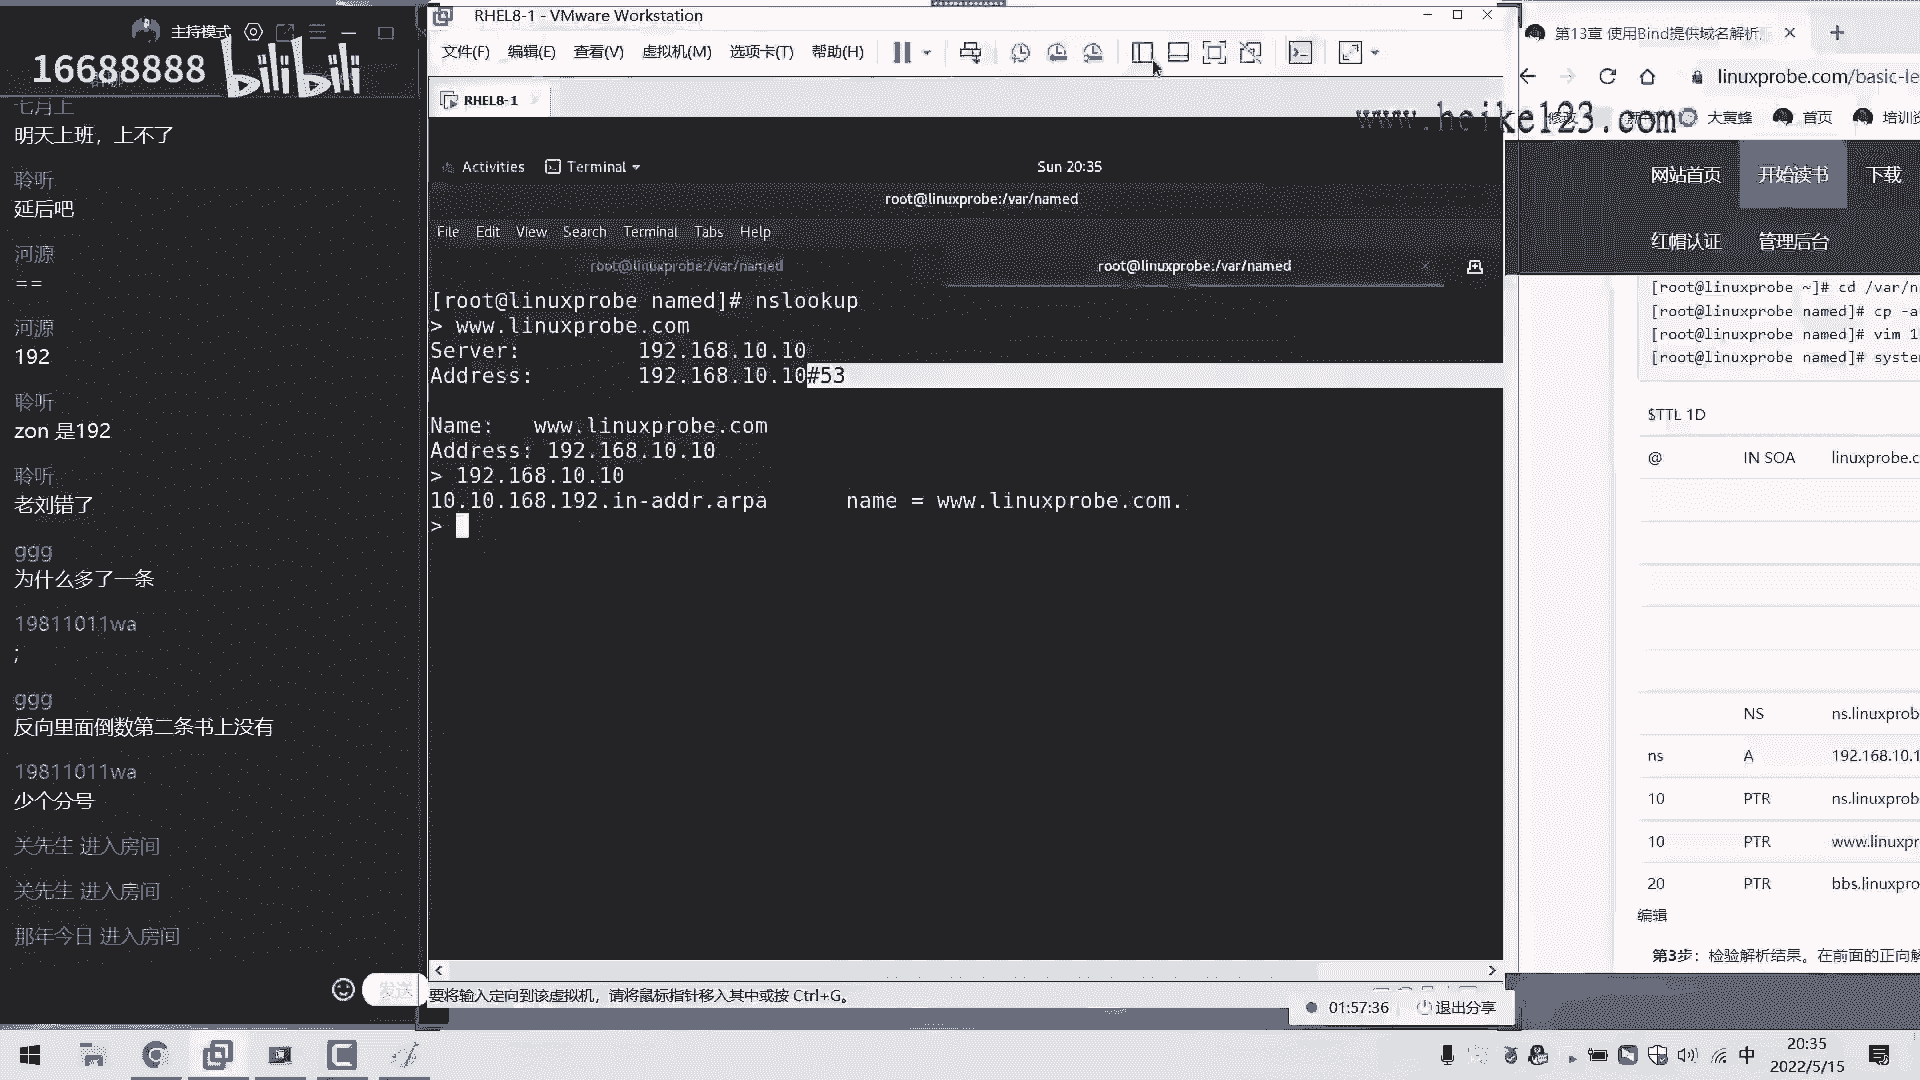 主持模式
16688888
bilibili
七月上
明天上班，上不了
聆听
延后吧
河源
==
河源
192
聆听
zon 是192
聆听
老刘错了
ggg
为什么多了一条
19811011wa
;
ggg
反向里面倒数第二条书上没有
19811011wa
少个分号
关先生 进入房间
关先生 进入房间
那年今日 进入房间
发送
RHEL8-1 - VMware Workstation
文件(F) 编辑(E) 查看(V) 虚拟机(M) 选项卡(T) 帮助(H)
RHEL8-1
Activities Terminal Sun 20:35
root@linuxprobe:/var/named
File Edit View Search Terminal Tabs Help
root@linuxprobe:/var/named root@linuxprobe:/var/named
[root@linuxprobe named]# nslookup
> www.linuxprobe.com
Server: 192.168.10.10
Address: 192.168.10.10#53
Name: www.linuxprobe.com
Address: 192.168.10.10
> 192.168.10.10
10.10.168.192.in-addr.arpa name = www.linuxprobe.com.
>
要将输入定向到该虚拟机，请将鼠标指针移入其中或按 Ctrl+G。
01:57:36 退出分享
第13章 使用Bind提供域名解析
linuxprobe.com/basic-le
www.heike123.com
大黄蜂 首页 培训资
网站首页 开始读书 下载
红帽认证 管理后台
[root@linuxprobe ~]# cd /var/n
[root@linuxprobe named]# cp -a
[root@linuxprobe named]# vim 1
[root@linuxprobe named]# system
$TTL 1D
@ IN SOA linuxprobe.c
NS ns.linuxprob
ns A 192.168.10.1
10 PTR ns.linuxprob
10 PTR www.linuxpr
20 PTR bbs.linuxpro
编辑
第3步：检验解析结果。在前面的正向解
中
20:35
2022/5/15